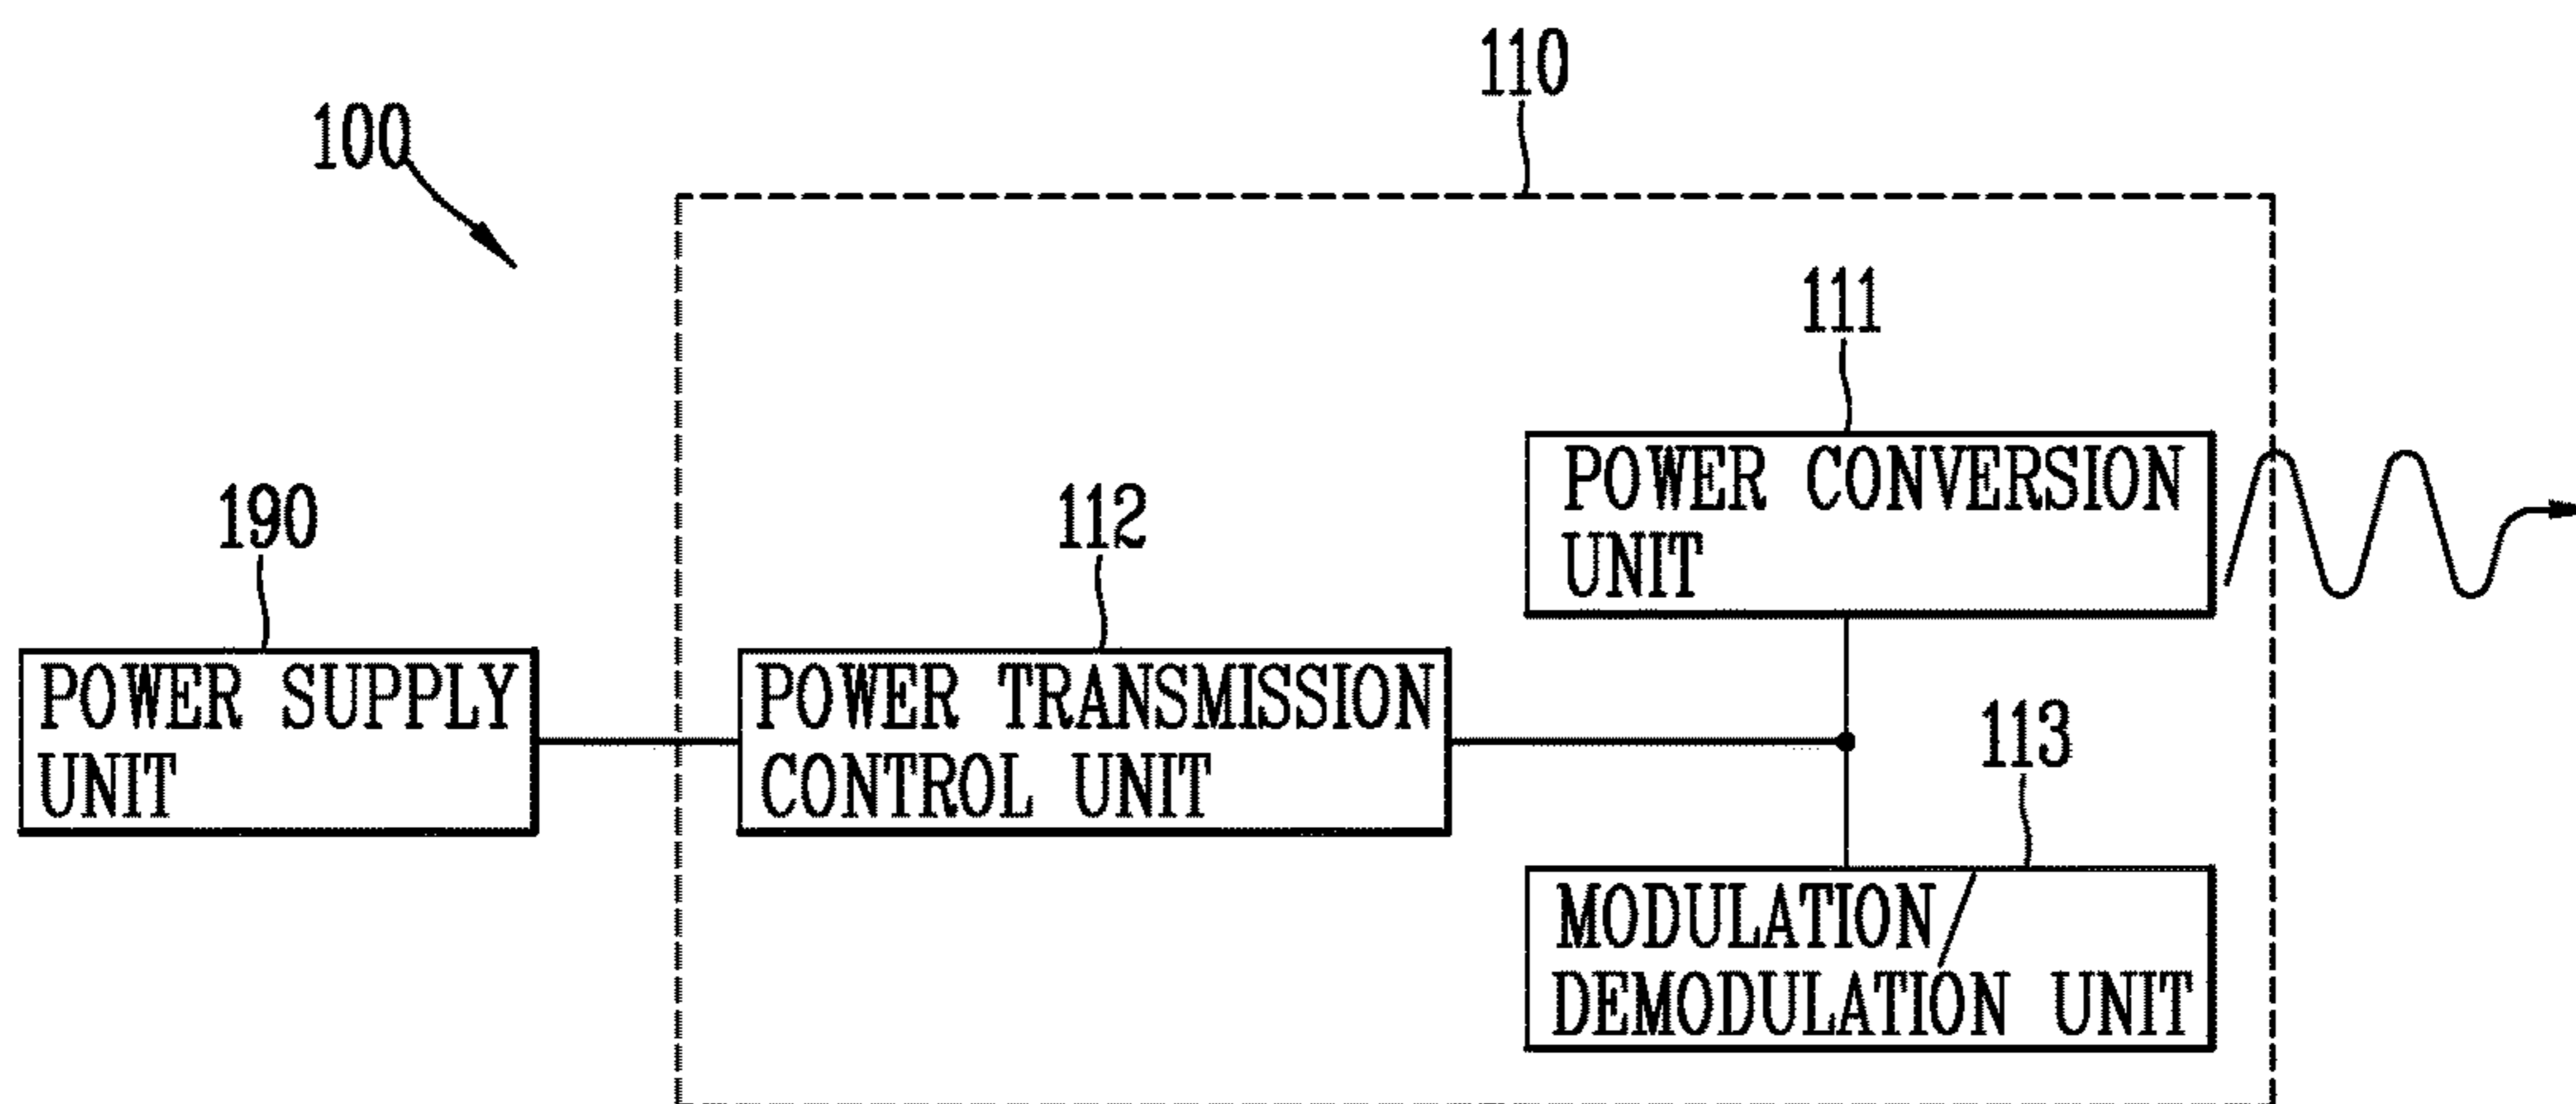 110
100
111
POWER CONVERSION
UNIT
190
112
POWER SUPPLY
UNIT
POWER TRANSMISSION
CONTROL UNIT
113
MODULATION/
DEMODULATION UNIT